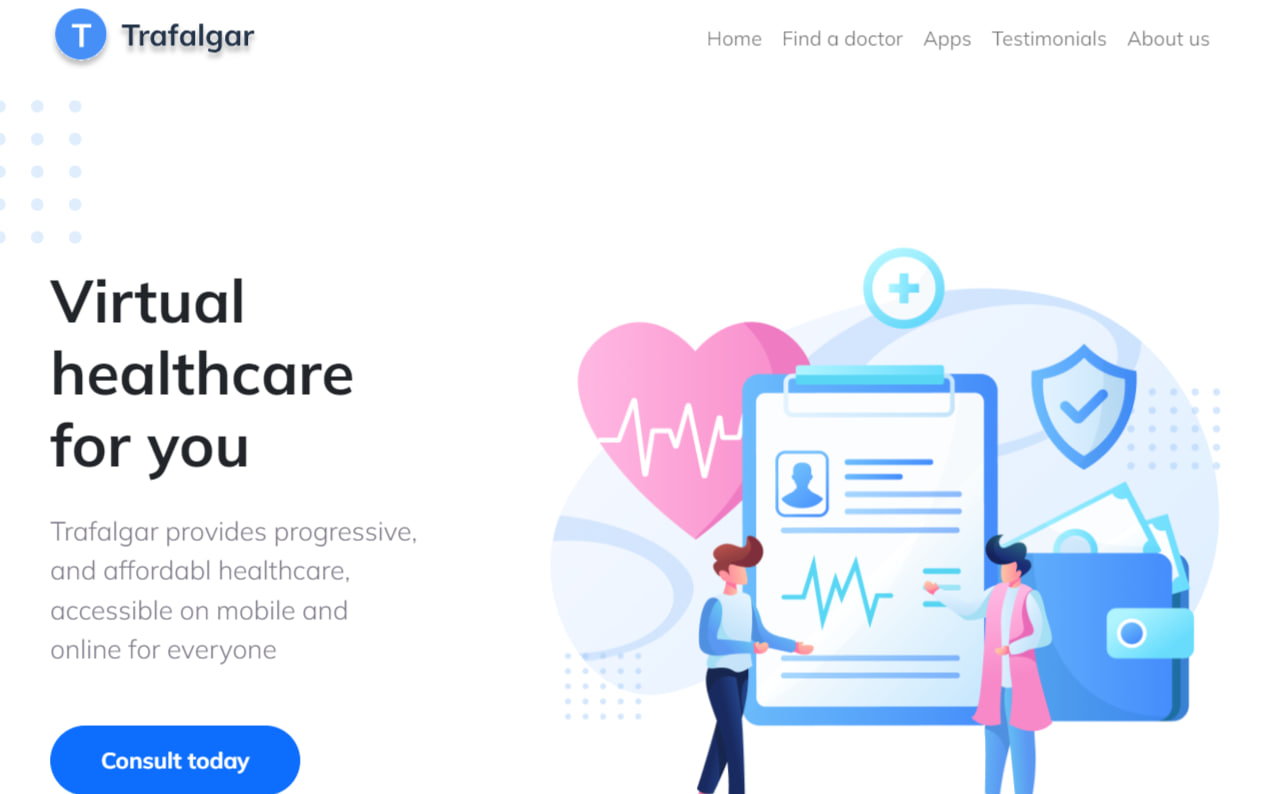 T
Trafalgar
Home Find a doctor Apps Testimonials About us
Virtual
healthcare
for you
Trafalgar provides progressive,
and affordabl healthcare,
accessible on mobile and
online for everyone
Consult today